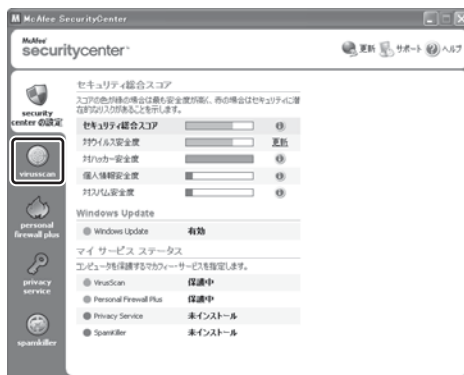 McAfee SecurityCenter
McAfee
securitycenter
更新 サポート ヘルプ
security center の設定
virusscan
personal firewall plus
privacy service
spamkiller
セキュリティ総合スコア
スコアの色が緑の場合は最も安全度が高く、赤の場合はセキュリティに潜在的なリスクがあることを示します。
セキュリティ総合スコア
対ウイルス安全度 更新
対ハッカー安全度
個人情報安全度
対スパム安全度
Windows Update
Windows Update 有効
マイ サービス ステータス
コンピュータを保護するマカフィー・サービスを指定します。
VirusScan 保護中
Personal Firewall Plus 保護中
Privacy Service 未インストール
SpamKiller 未インストール